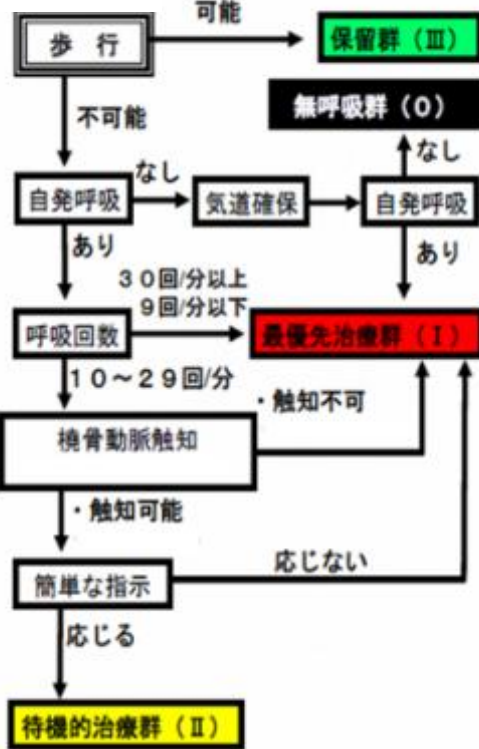 可能
歩 行
保留群（Ⅲ）
無呼吸群（０）
不可能
なし
なし
自発呼吸
気道確保
自発呼吸
あり
あり
３０回/分以上
９回/分以下
呼吸回数
最優先治療群（Ⅰ）
１０～２９回/分
・触知不可
橈骨動脈触知
・触知可能
応じない
簡単な指示
応じる
待機的治療群（Ⅱ）